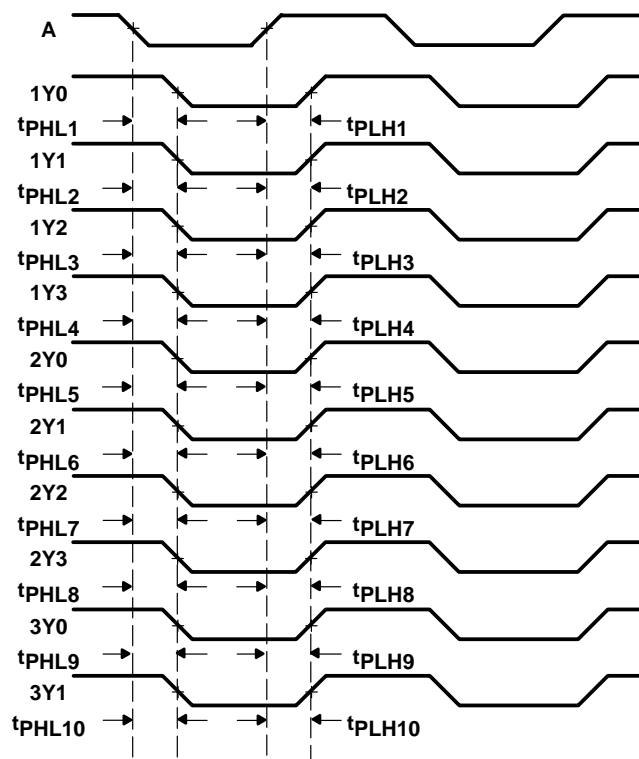 A
1Y0
tPHL1 tPLH1
1Y1
tPHL2 tPLH2
1Y2
tPHL3 tPLH3
1Y3
tPHL4 tPLH4
2Y0
tPHL5 tPLH5
2Y1
tPHL6 tPLH6
2Y2
tPHL7 tPLH7
2Y3
tPHL8 tPLH8
3Y0
tPHL9 tPLH9
3Y1
tPHL10 tPLH10